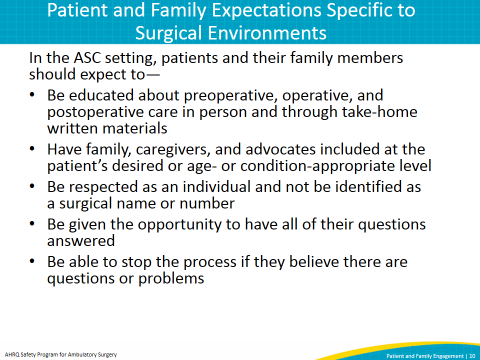 Patient and Family Expectations Specific to
Surgical Environments
In the ASC setting, patients and their family members
should expect to—
• Be educated about preoperative, operative, and
postoperative care in person and through take-home
written materials
• Have family, caregivers, and advocates included at the
patient’s desired or age- or condition-appropriate level
• Be respected as an individual and not be identified as
a surgical name or number
• Be given the opportunity to have all of their questions
answered
• Be able to stop the process if they believe there are
questions or problems
AHRQ Safety Program for Ambulatory Surgery
Patient and Family Engagement | 10